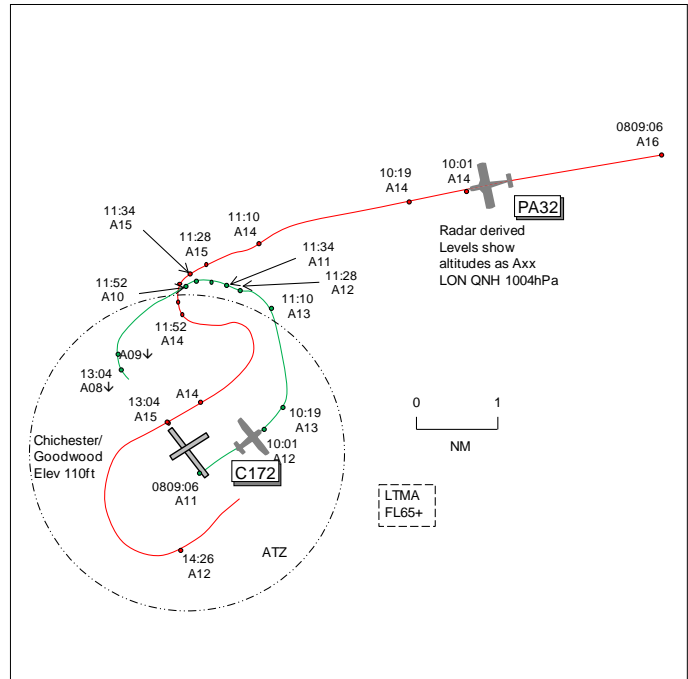 0809:06
A16
10:01
A14
10:19
A14
PA32
Radar derived
Levels show
altitudes as Axx
LON QNH 1004hPa
11:34
A15
11:28
A15
11:10
A14
11:34
A11
11:28
A12
11:52
A10
11:10
A13
11:52
A14
A09↓
13:04
A08↓
A14
13:04
A15
10:19
A13
10:01
A12
0 1
NM
Chichester/
Goodwood
Elev 110ft
C172
0809:06
A11
LTMA
FL65+
ATZ
14:26
A12